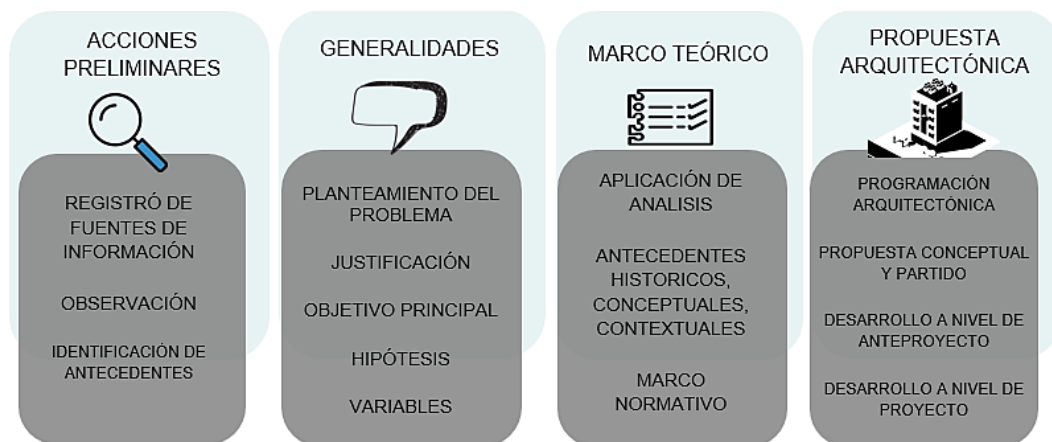 ACCIONES
PRELIMINARES
REGISTRÓ DE
FUENTES DE
INFORMACIÓN
OBSERVACIÓN
IDENTIFICACIÓN DE
ANTECEDENTES
GENERALIDADES
PLANTEAMIENTO DEL
PROBLEMA
JUSTIFICACIÓN
OBJETIVO PRINCIPAL
HIPÓTESIS
VARIABLES
MARCO TEÓRICO
APLICACIÓN DE
ANALISIS
ANTECEDENTES
HISTORICOS,
CONCEPTUALES,
CONTEXTUALES
MARCO
NORMATIVO
PROPUESTA
ARQUITECTÓNICA
PROGRAMACIÓN
ARQUITECTÓNICA
PROPUESTA CONCEPTUAL
Y PARTIDO
DESARROLLO A NIVEL DE
ANTEPROYECTO
DESARROLLO A NIVEL DE
PROYECTO